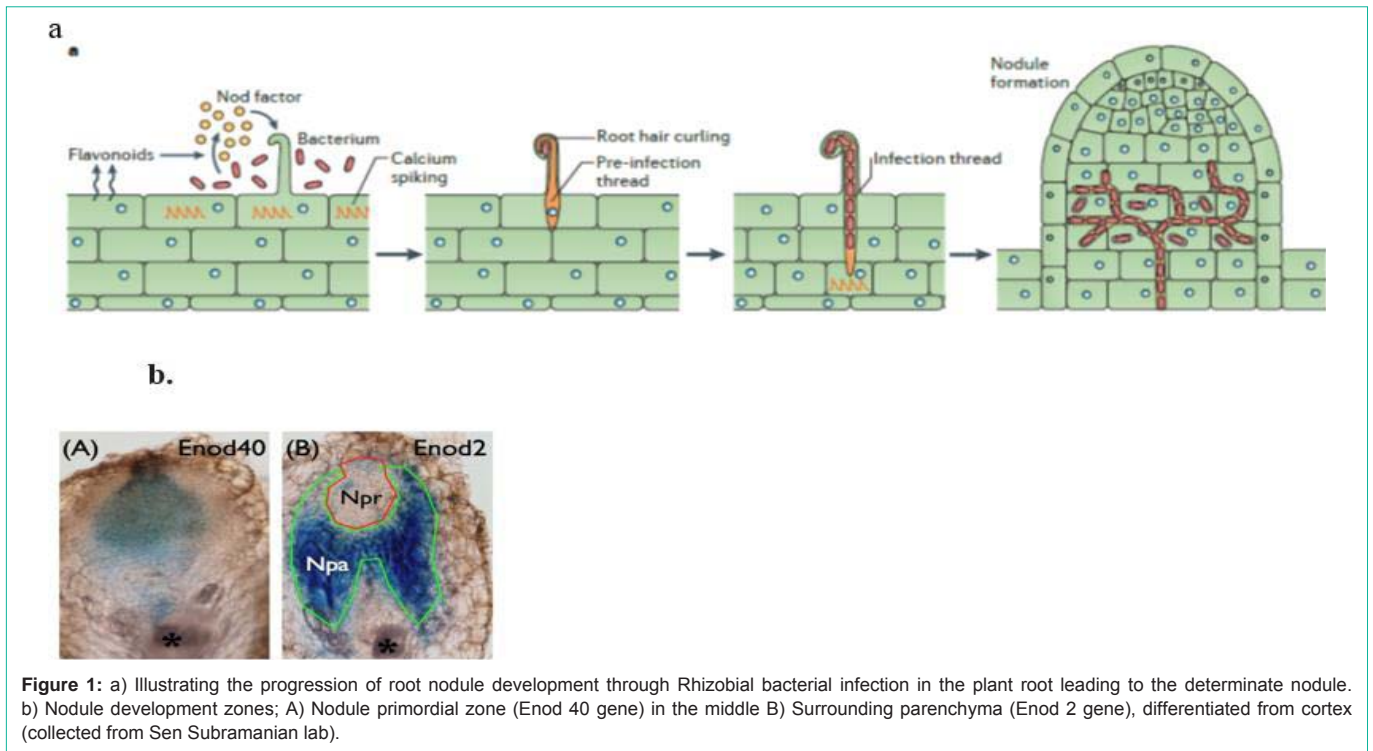 a
Nod factor
Bacterium
Flavonoids
Calcium
spiking
Root hair curling
Pre-infection
thread
Infection thread
Nodule
formation
b.
(A) Enod40
(B) Enod2
Npr
Npa
*
*
Figure 1: a) Illustrating the progression of root nodule development through Rhizobial bacterial infection in the plant root leading to the determinate nodule.
b) Nodule development zones; A) Nodule primordial zone (Enod 40 gene) in the middle B) Surrounding parenchyma (Enod 2 gene), differentiated from cortex
(collected from Sen Subramanian lab).